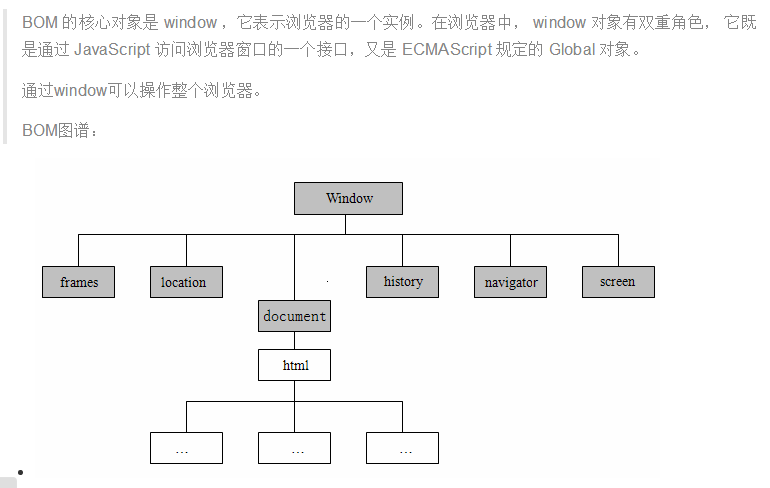 BOM 的核心对象是 window ，它表示浏览器的一个实例。在浏览器中， window 对象有双重角色， 它既
是通过 JavaScript 访问浏览器窗口的一个接口，又是 ECMAScript 规定的 Global 对象。
通过window可以操作整个浏览器。
BOM图谱：
Window
frames
location
history
navigator
screen
document
html
...
...
...